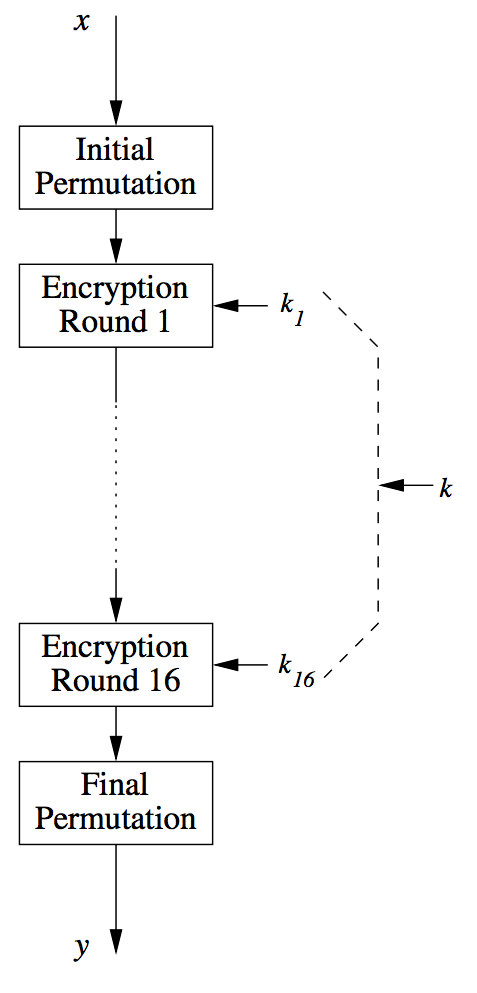 x
Initial
Permutation
Encryption
Round 1
k1
k
Encryption
Round 16
k16
Final
Permutation
y